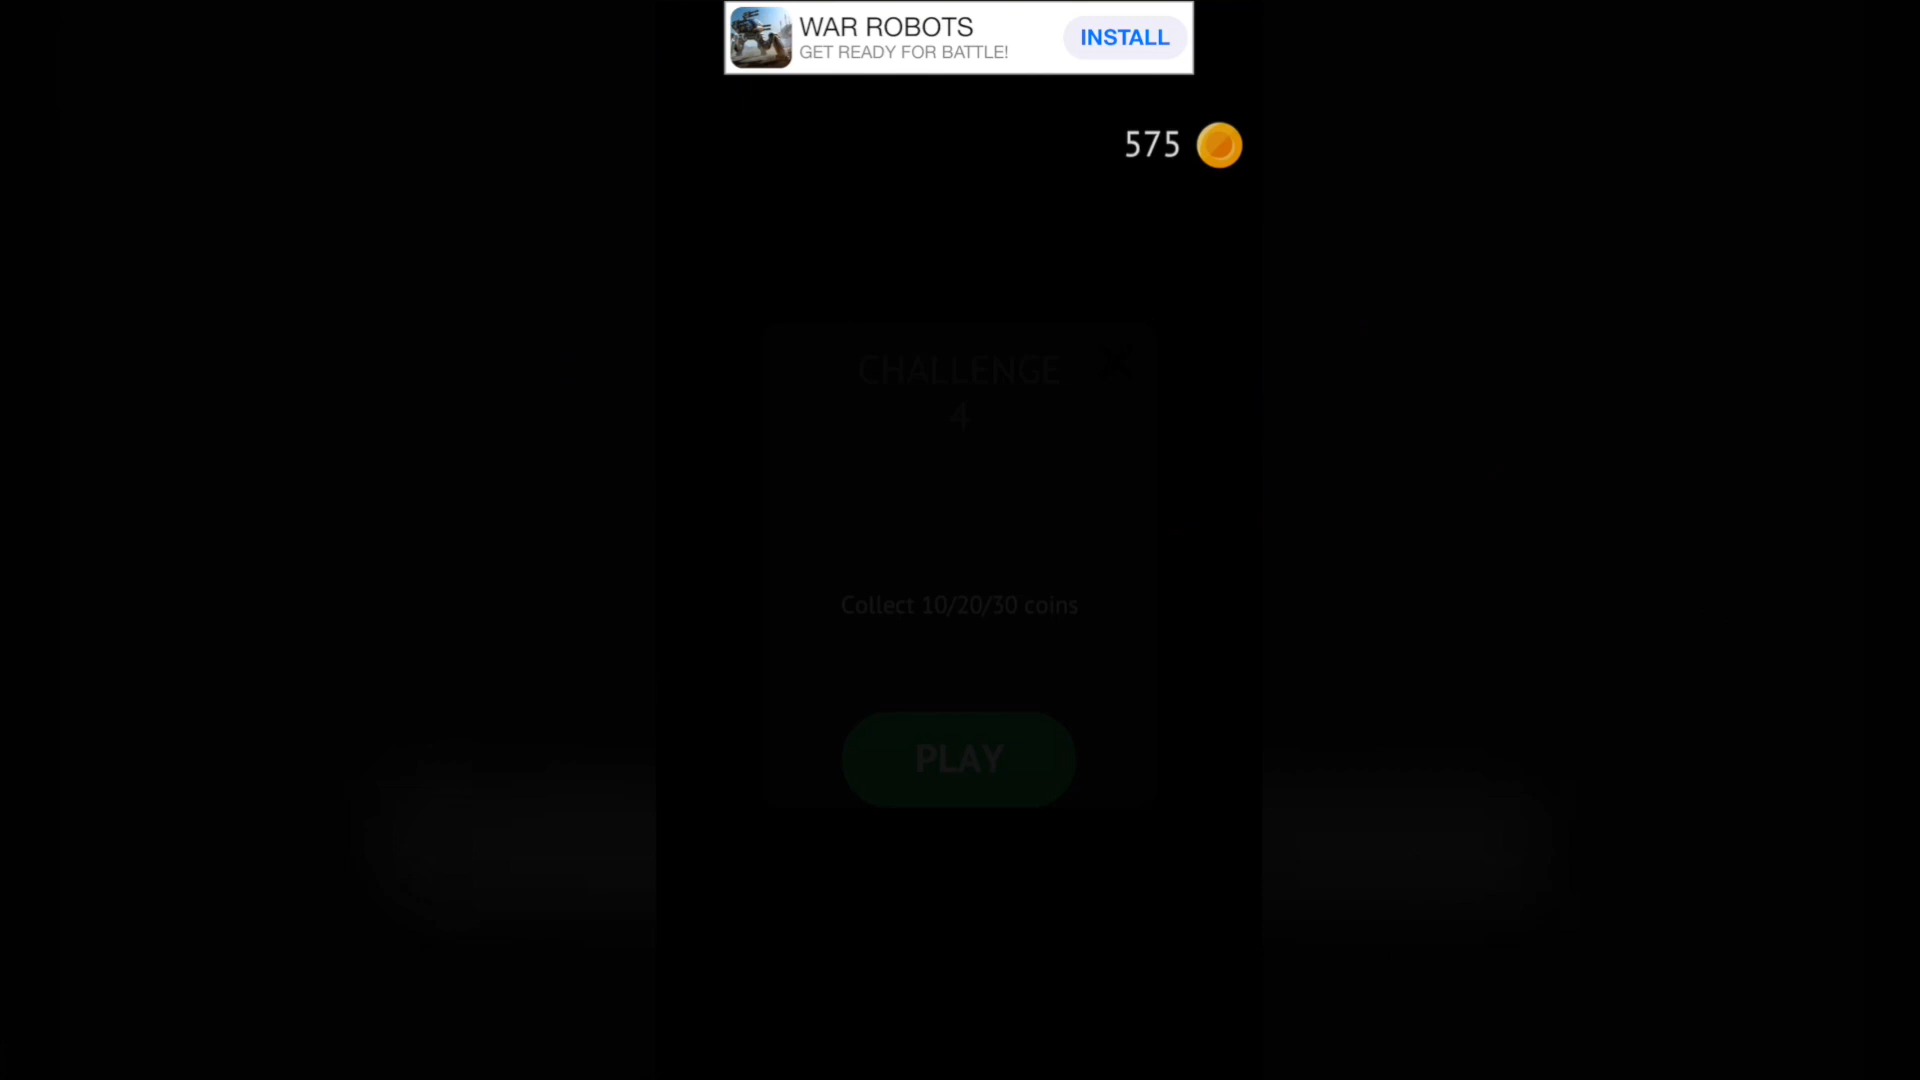 WAR ROBOTS
GET READY FOR BATTLE!
INSTALL
575
CHALLENGE
4
Collect 10/20/30 coins
PLAY